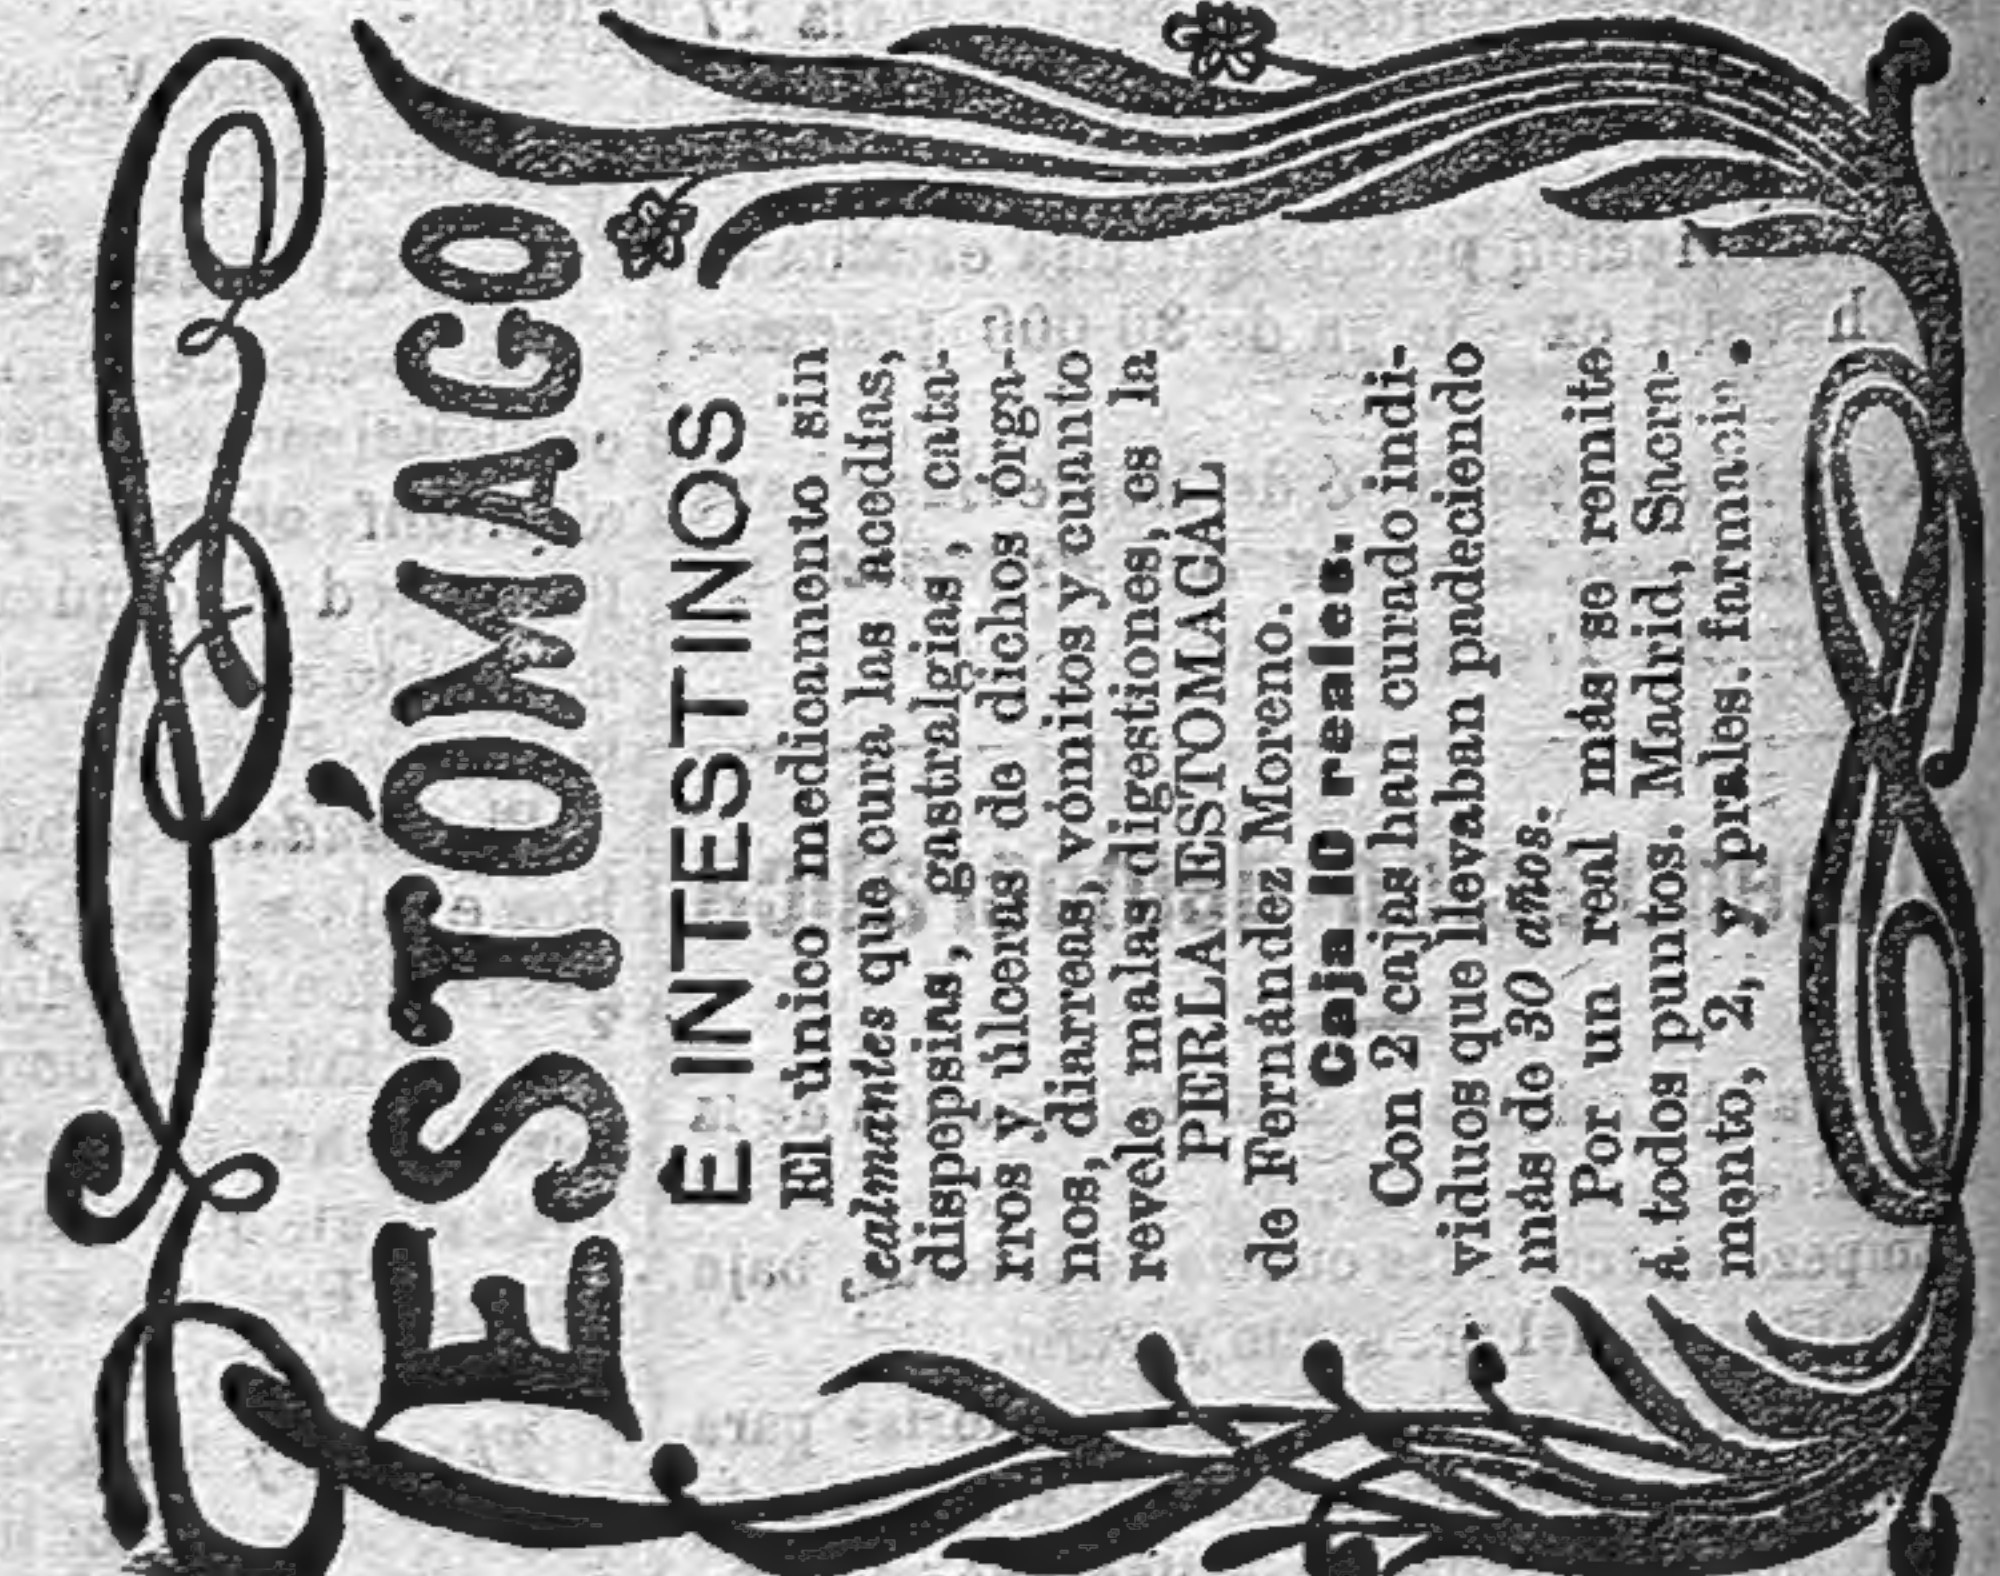 ESTÓMAGO
É INTESTINOS
El único medicamento sin
calmantes que cura las acedias,
dispepsias, gastralgias, cata-
rros y úlceras de dichos órga-
nos, diarreas, vómitos y cuanto
revele malas digestiones, es la
PERLA ESTOMACAL
de Fernández Moreno.
Caja 10 reales.
Con 2 cajas han curado indi-
viduos que llevaban padeciendo
más de 30 años.
Por un real más se remite
á todos puntos. Madrid, Sacra-
mento, 2, y prales. farmaci